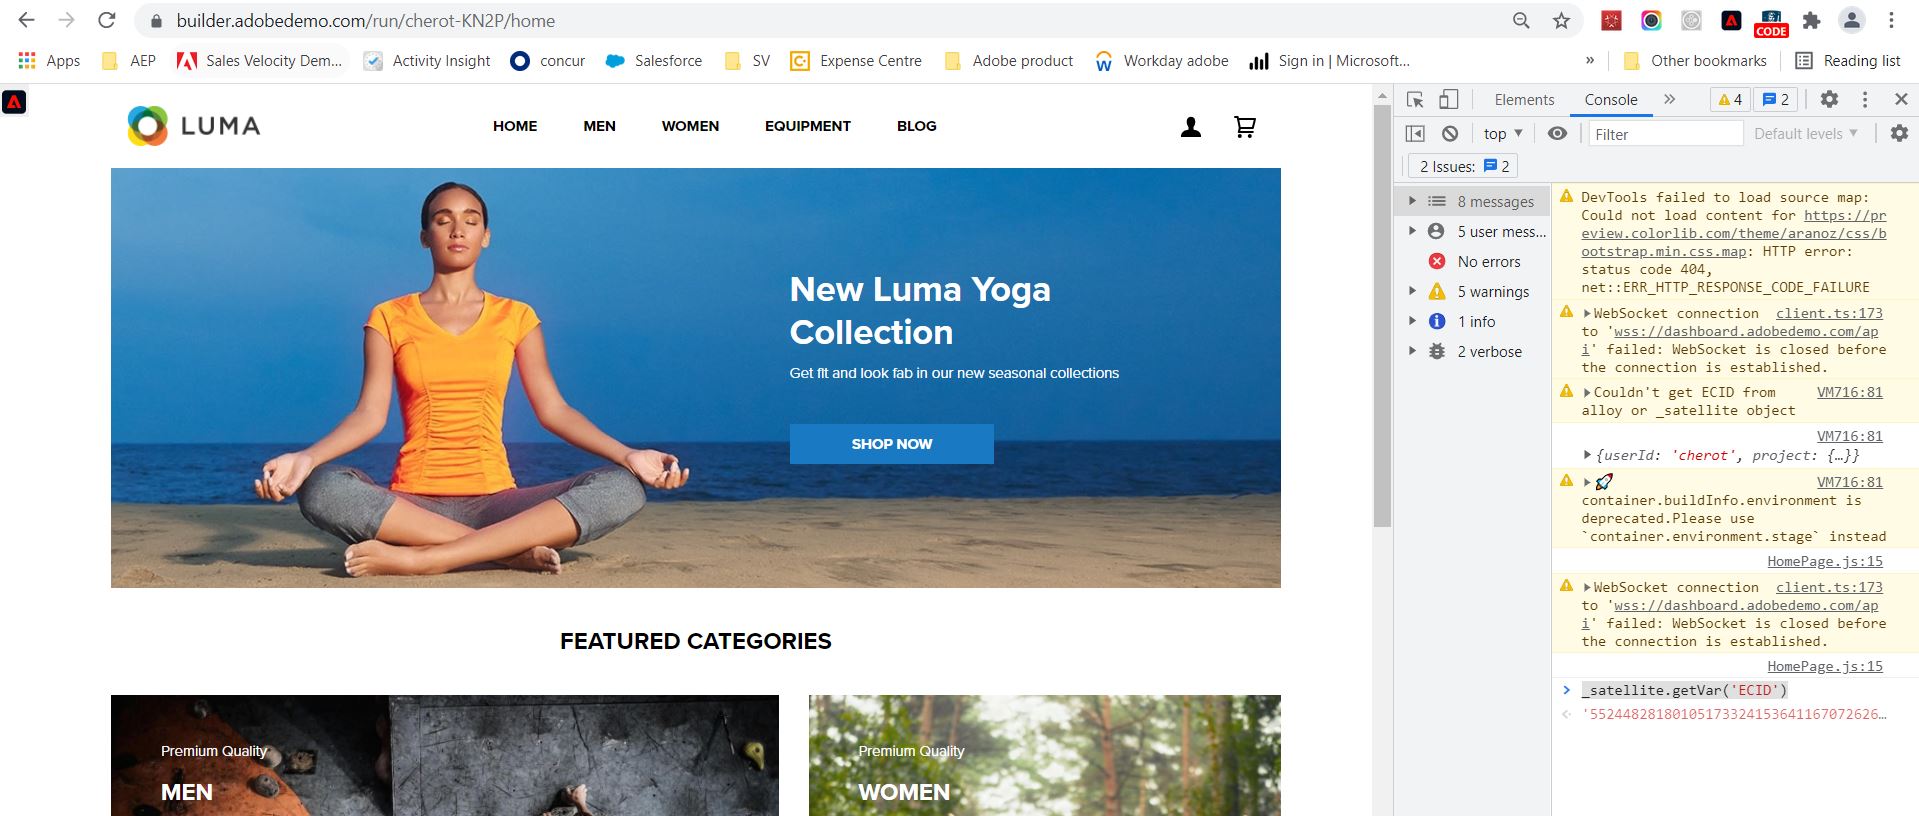 builder.adobedemo.com/run/cherot-KN2P/home
CODE
Apps AEP Sales Velocity Dem... Activity Insight concur Salesforce SV Expense Centre Adobe product Workday adobe Sign in | Microsoft... » Other bookmarks Reading list
LUMA HOME MEN WOMEN EQUIPMENT BLOG
New Luma Yoga
Collection
Get fit and look fab in our new seasonal collections
SHOP NOW
FEATURED CATEGORIES
Premium Quality
MEN
Premium Quality
WOMEN
Elements Console » 4 2
top Filter Default levels
2 Issues: 2
8 messages
5 user mess...
No errors
5 warnings
1 info
2 verbose
DevTools failed to load source map:
Could not load content for https://pr
eview.colorlib.com/theme/aranoz/css/b
ootstrap.min.css.map: HTTP error:
status code 404,
net::ERR_HTTP_RESPONSE_CODE_FAILURE
WebSocket connection client.ts:173
to 'wss://dashboard.adobedemo.com/ap
i' failed: WebSocket is closed before
the connection is established.
Couldn't get ECID from VM716:81
alloy or _satellite object
VM716:81
{userId: 'cherot', project: {…}}
🚀 VM716:81
container.buildInfo.environment is
deprecated.Please use
`container.environment.stage` instead
HomePage.js:15
WebSocket connection client.ts:173
to 'wss://dashboard.adobedemo.com/ap
i' failed: WebSocket is closed before
the connection is established.
HomePage.js:15
_satellite.getVar('ECID')
'55244828180105173324153641167072626…